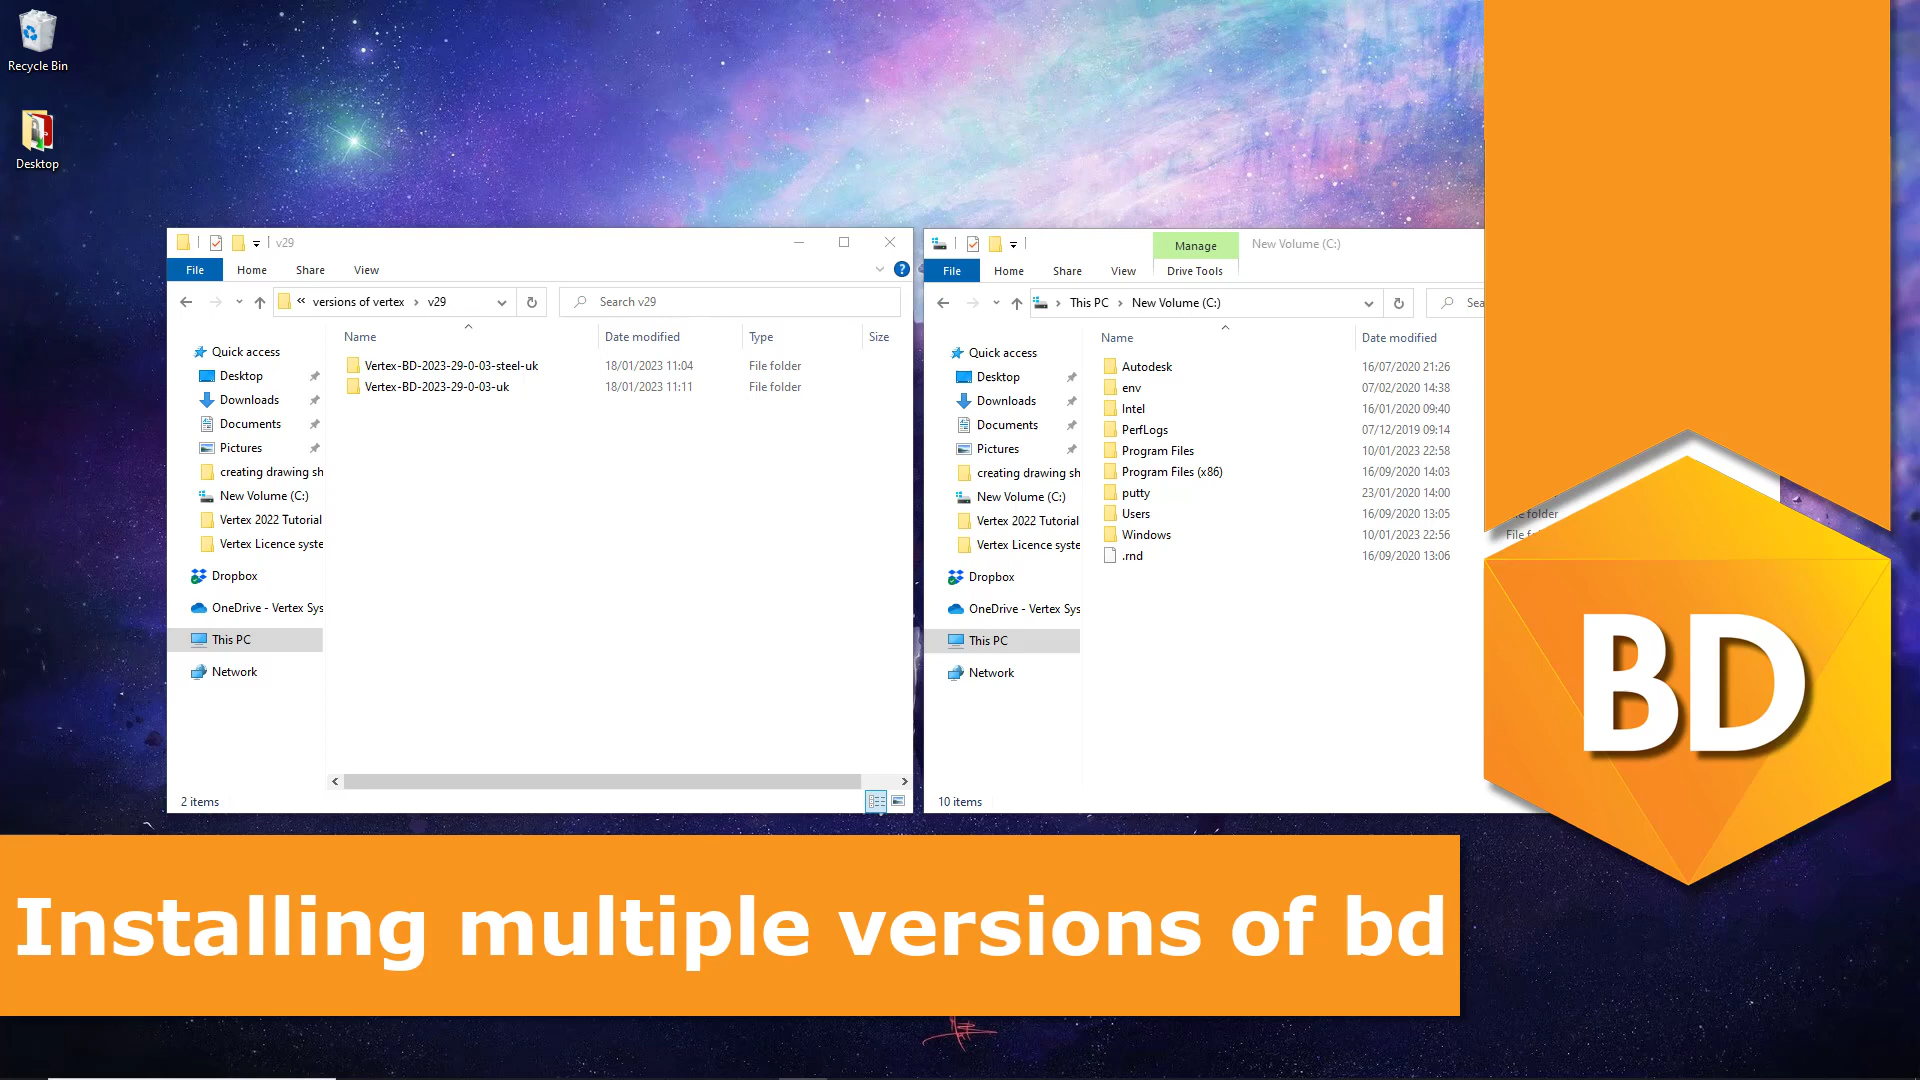 Recycle Bin
Desktop
v29
File Home Share View
versions of vertex v29
Search v29
Name Date modified Type Size
Quick access
Desktop
Downloads
Documents
Pictures
creating drawing sh
New Volume (C:)
Vertex 2022 Tutorial
Vertex Licence syste
Dropbox
OneDrive - Vertex Sys
This PC
Network
Vertex-BD-2023-29-0-03-steel-uk 18/01/2023 11:04 File folder
Vertex-BD-2023-29-0-03-uk 18/01/2023 11:11 File folder
2 items
Manage New Volume (C:)
File Home Share View Drive Tools
This PC New Volume (C:)
Sea
Name Date modified
Quick access
Desktop
Downloads
Documents
Pictures
creating drawing sh
New Volume (C:)
Vertex 2022 Tutorial
Vertex Licence syste
Dropbox
OneDrive - Vertex Sys
This PC
Network
Autodesk 16/07/2020 21:26
env 07/02/2020 14:38
Intel 16/01/2020 09:40
PerfLogs 07/12/2019 09:14
Program Files 10/01/2023 22:58
Program Files (x86) 16/09/2020 14:03
putty 23/01/2020 14:00
Users 16/09/2020 13:05 folder
Windows 10/01/2023 22:56
.rnd 16/09/2020 13:06
10 items
BD
Installing multiple versions of bd